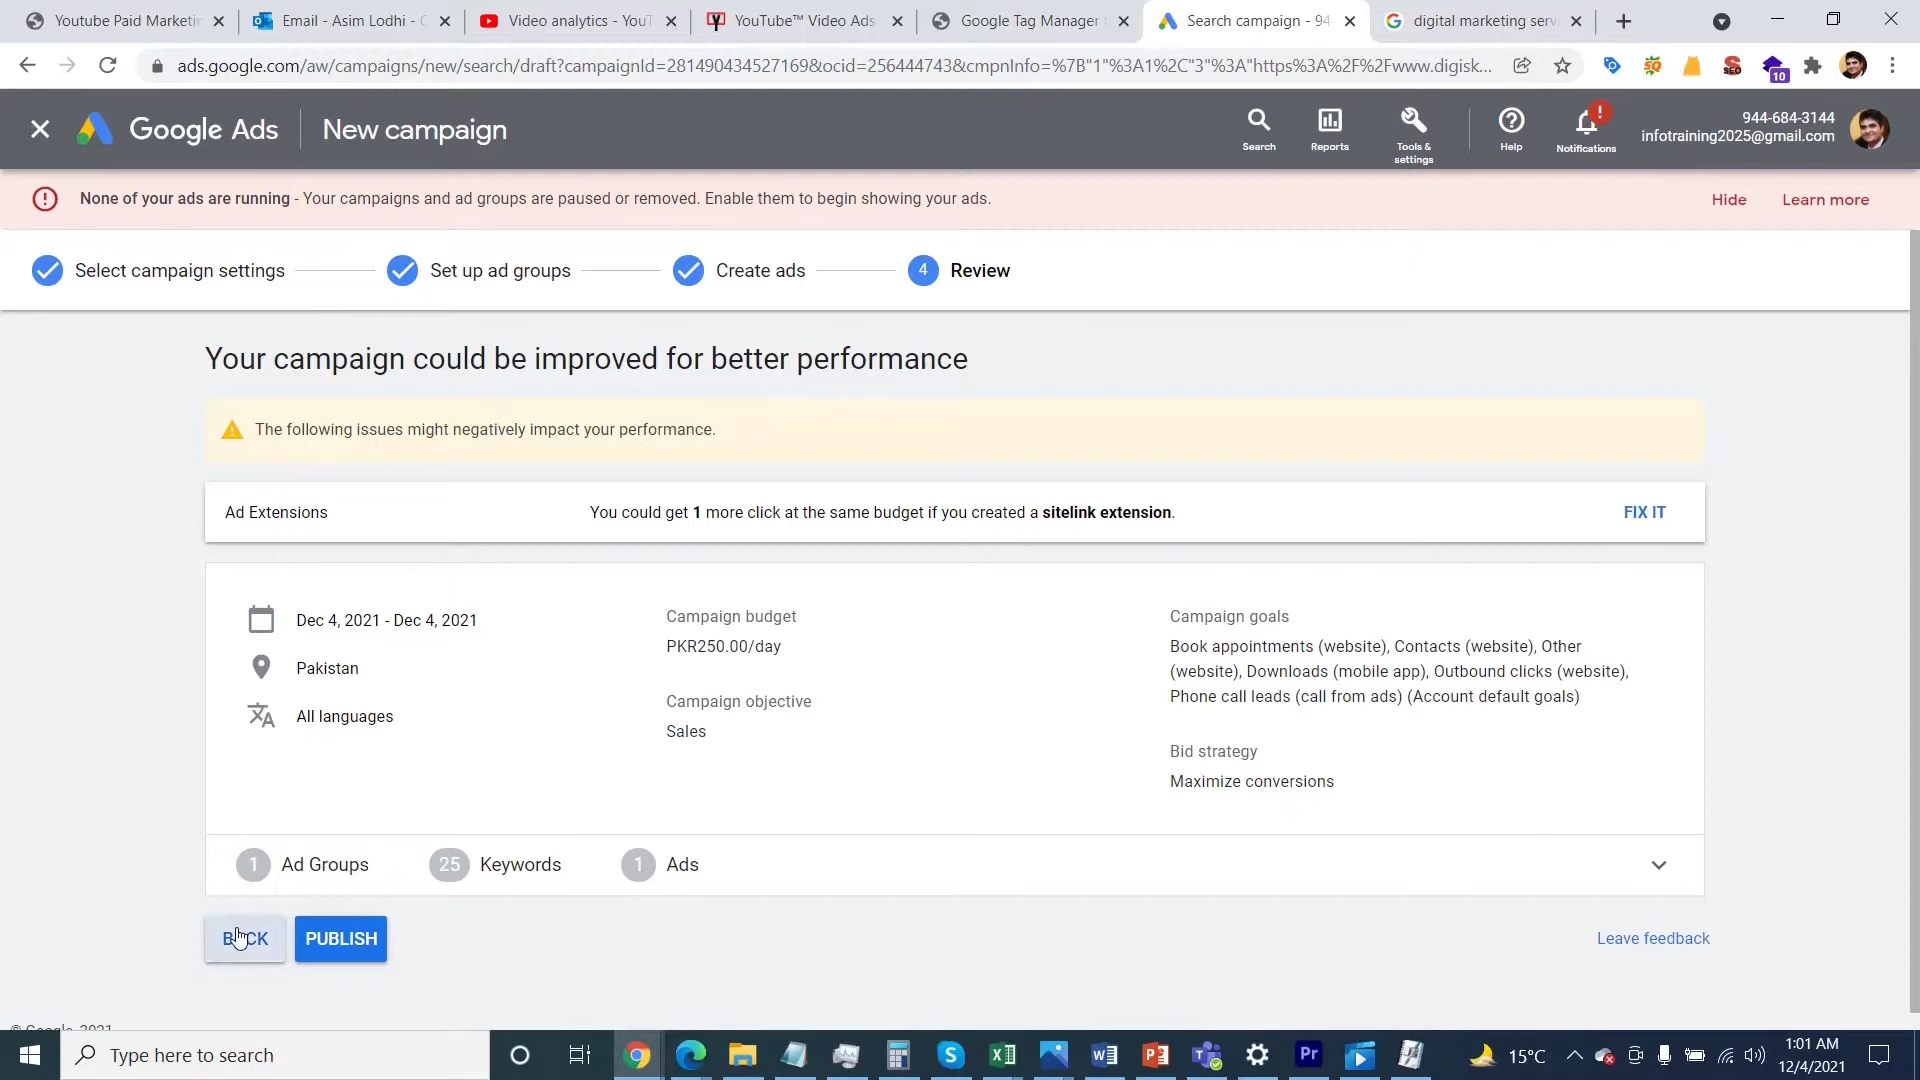 Youtube Paid Marketin
Email - Asim Lodhi - C
Video analytics - YouT
YouTube™ Video Ads
Google Tag Manager
Search campaign - 94
digital marketing serv
ads.google.com/aw/campaigns/new/search/draft?campaignId=281490434527169&ocid=256444743&cmpnInfo=%7B"1"%3A1%2C"3"%3A"https%3A%2F%2Fwww.digisk...
SEO
10
Google Ads
New campaign
Search
Reports
Tools &
settings
Help
Notifications
944-684-3144
infotraining2025@gmail.com
None of your ads are running - Your campaigns and ad groups are paused or removed. Enable them to begin showing your ads.
Hide
Learn more
Select campaign settings
Set up ad groups
Create ads
4 Review
Your campaign could be improved for better performance
The following issues might negatively impact your performance.
Ad Extensions
You could get 1 more click at the same budget if you created a sitelink extension.
FIX IT
Dec 4, 2021 - Dec 4, 2021
Pakistan
All languages
Campaign budget
PKR250.00/day
Campaign objective
Sales
Campaign goals
Book appointments (website), Contacts (website), Other
(website), Downloads (mobile app), Outbound clicks (website),
Phone call leads (call from ads) (Account default goals)
Bid strategy
Maximize conversions
1 Ad Groups
25 Keywords
1 Ads
BACK
PUBLISH
Leave feedback
© Google, 2021
Type here to search
15°C
1:01 AM
12/4/2021